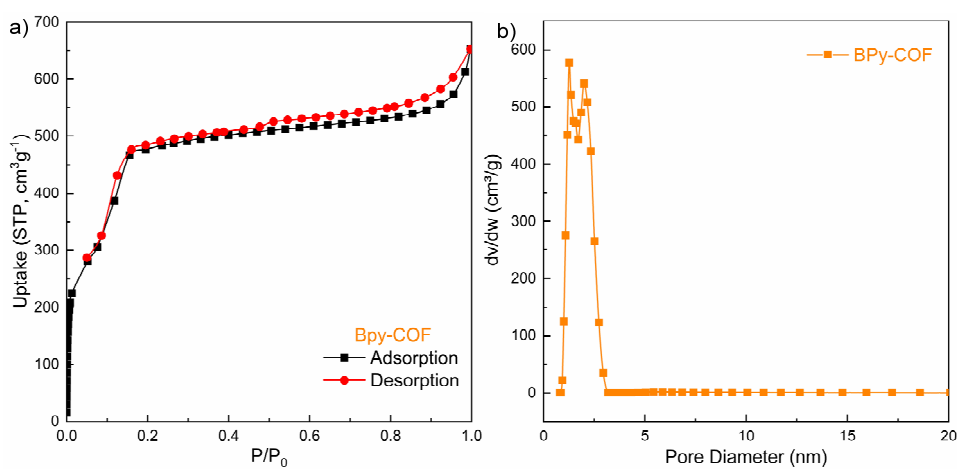 a)
700
600
500
400
300
200
100
0
Uptake (STP, cm³g⁻¹)
Bpy-COF
Adsorption
Desorption
0.0 0.2 0.4 0.6 0.8 1.0
P/P₀
b)
600
500
400
300
200
100
0
dv/dw (cm³/g)
BPy-COF
0 5 10 15 20
Pore Diameter (nm)